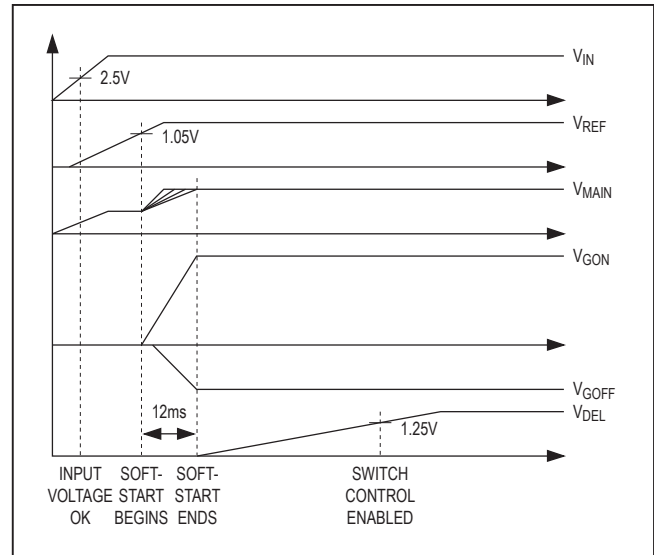 VIN
2.5V
VREF
1.05V
VMAIN
VGON
VGOFF
12ms
VDEL
1.25V
INPUT
VOLTAGE
OK
SOFT-
START
BEGINS
SOFT-
START
ENDS
SWITCH
CONTROL
ENABLED